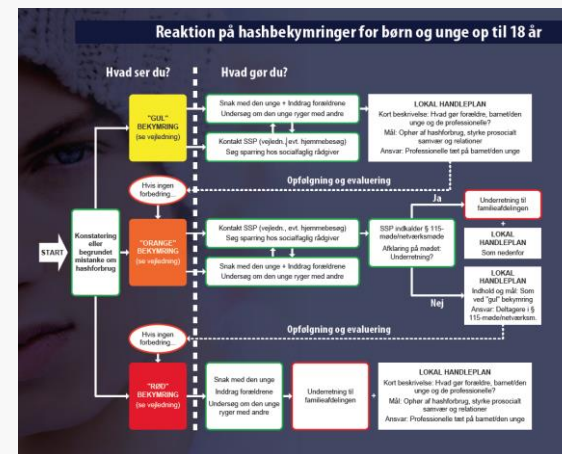 Reaktion på hashbekymringer for børn og unge op til 18 år
Hvad ser du?
Hvad gør du?
START
Konstatering
eller
begrundet
mistanke om
hashforbrug
"GUL"
BEKYMRING
(se vejledning)
Snak med den unge + Inddrag forældrene
Undersøg om den unge ryger med andre
Kontakt SSP (vejledn., evt. hjemmebesøg)
Søg sparring hos socialfaglig rådgiver
LOKAL HANDLEPLAN
Kort beskrivelse: Hvad gør forældre, barnet/den
unge og de professionelle?
Mål: Ophør af hashforbrug, styrke prosocialt
samvær og relationer
Ansvar: Professionelle tæt på barnet/den unge
Opfølgning og evaluering
Hvis ingen
forbedring...
"ORANGE"
BEKYMRING
(se vejledning)
Kontakt SSP (vejledn., evt. hjemmebesøg)
Søg sparring hos socialfaglig rådgiver
Snak med den unge + Inddrag forældrene
Undersøg om den unge ryger med andre
SSP indkalder § 115-
møde/netværksmøde
Afklaring på mødet:
Underretning?
Ja
Underretning til
familieafdelingen
+
LOKAL
HANDLEPLAN
Som nedenfor
Nej
LOKAL
HANDLEPLAN
Indhold og mål: Som
ved "gul" bekymring
Ansvar: Deltagere i §
115-møde/netværksm.
Opfølgning og evaluering
Hvis ingen
forbedring...
"RØD"
BEKYMRING
(se vejledning)
Snak med den unge
Inddrag forældrene
Undersøg om den unge
ryger med andre
Underretning til
familieafdelingen
+
LOKAL HANDLEPLAN
Kort beskrivelse: Hvad gør forældre, barnet/den
unge og de professionelle?
Mål: Ophør af hashforbrug, styrke prosocialt
samvær og relationer
Ansvar: Professionelle tæt på barnet/den unge